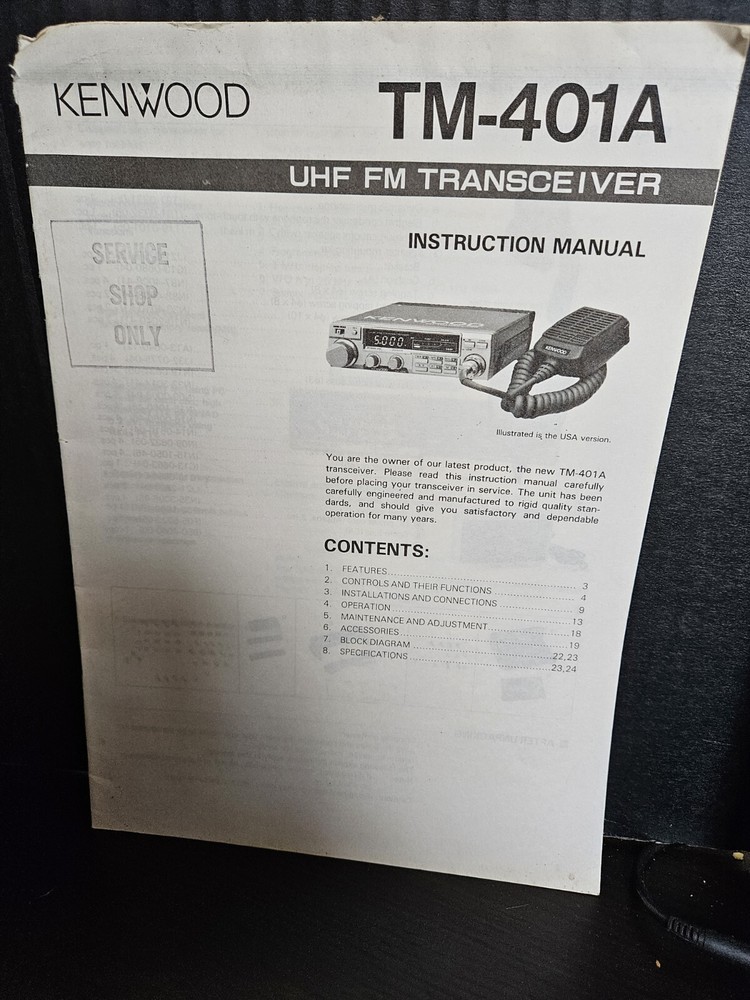 KENWOOD
TM-401A
UHF FM TRANSCEIVER
SERVICE
SHOP
ONLY
INSTRUCTION MANUAL
KENWOOD
5.000.
KENWOOD
Illustrated is the USA version.
You are the owner of our latest product, the new TM-401A
transceiver. Please read this instruction manual carefully
before placing your transceiver in service. The unit has been
carefully engineered and manufactured to rigid quality stan-
dards, and should give you satisfactory and dependable
operation for many years.
CONTENTS:
1. FEATURES 3
2. CONTROLS AND THEIR FUNCTIONS 4
3. INSTALLATIONS AND CONNECTIONS 9
4. OPERATION 13
5. MAINTENANCE AND ADJUSTMENT 18
6. ACCESSORIES 19
7. BLOCK DIAGRAM 22,23
8. SPECIFICATIONS 23,24